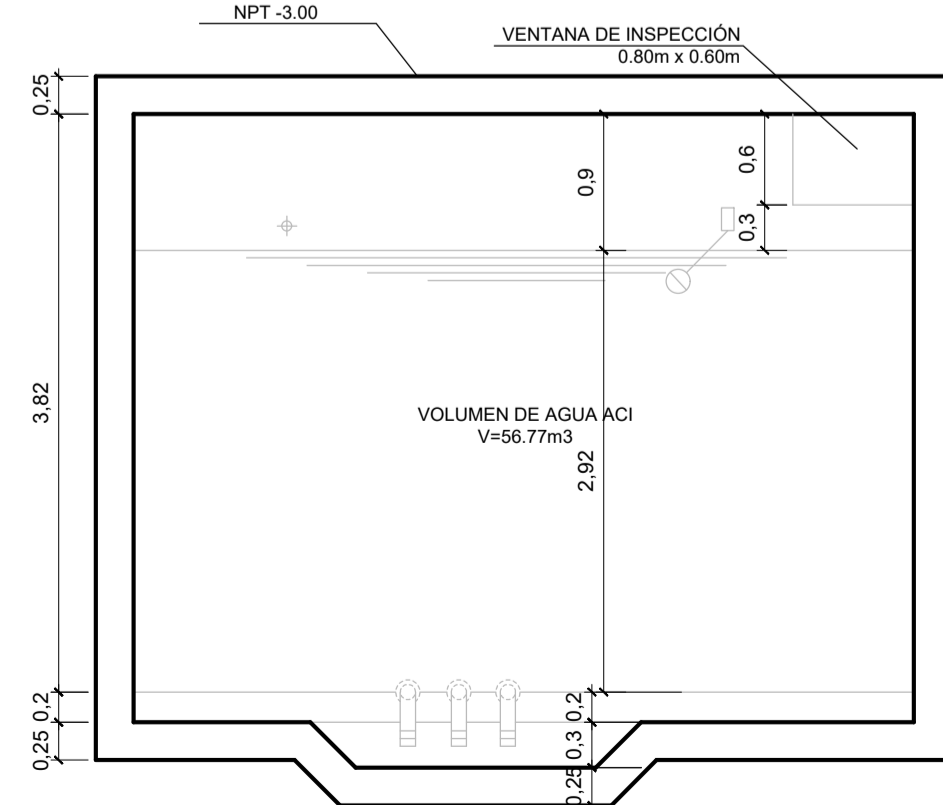 NPT -3.00
VENTANA DE INSPECCIÓN
0.80m x 0.60m
0,25
0,9
0,6
0,3
3,82
VOLUMEN DE AGUA ACI
V=56.77m3
2,92
0,2
0,2
0,25
0,3
0,25